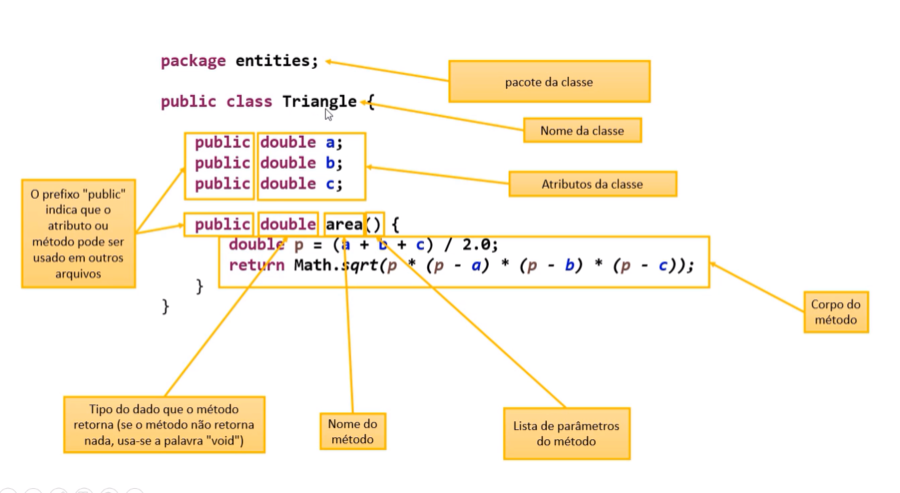 package entities;
pacote da classe
public class Triangle {
Nome da classe
public double a;
public double b;
public double c;
Atributos da classe
O prefixo "public"
indica que o
atributo ou
método pode ser
usado em outros
arquivos
public double area() {
double p = (a + b + c) / 2.0;
return Math.sqrt(p * (p - a) * (p - b) * (p - c));
}
}
Corpo do
método
Tipo do dado que o método
retorna (se o método não retorna
nada, usa-se a palavra "void")
Nome do
método
Lista de parâmetros
do método